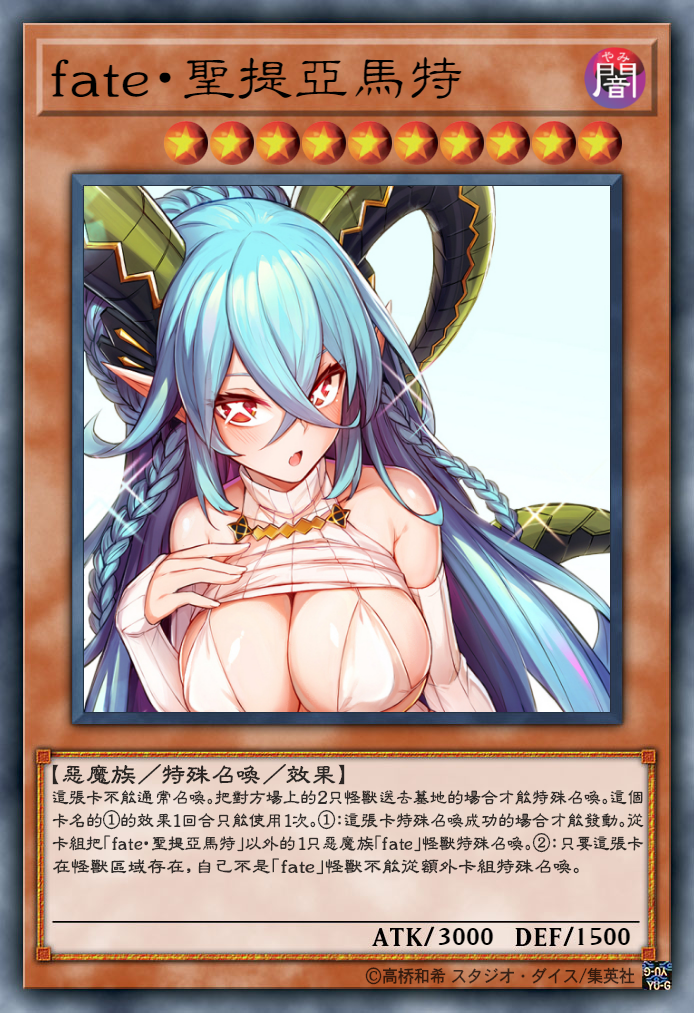 fate・聖提亞馬特
やみ
闇
【惡魔族／特殊召喚／效果】
這張卡不能通常召喚。把對方場上的2只怪獸送去墓地的場合才能特殊召喚。這個
卡名的①的效果1回合只能使用1次。①：這張卡特殊召喚成功的場合才能發動。從
卡組把「fate・聖提亞馬特」以外的1只惡魔族「fate」怪獸特殊召喚。②：只要這張卡
在怪獸區域存在，自己不是「fate」怪獸不能從額外卡組特殊召喚。
ATK/3000 DEF/1500
©高桥和希 スタジオ・ダイス/集英社
YU-G
YU-G